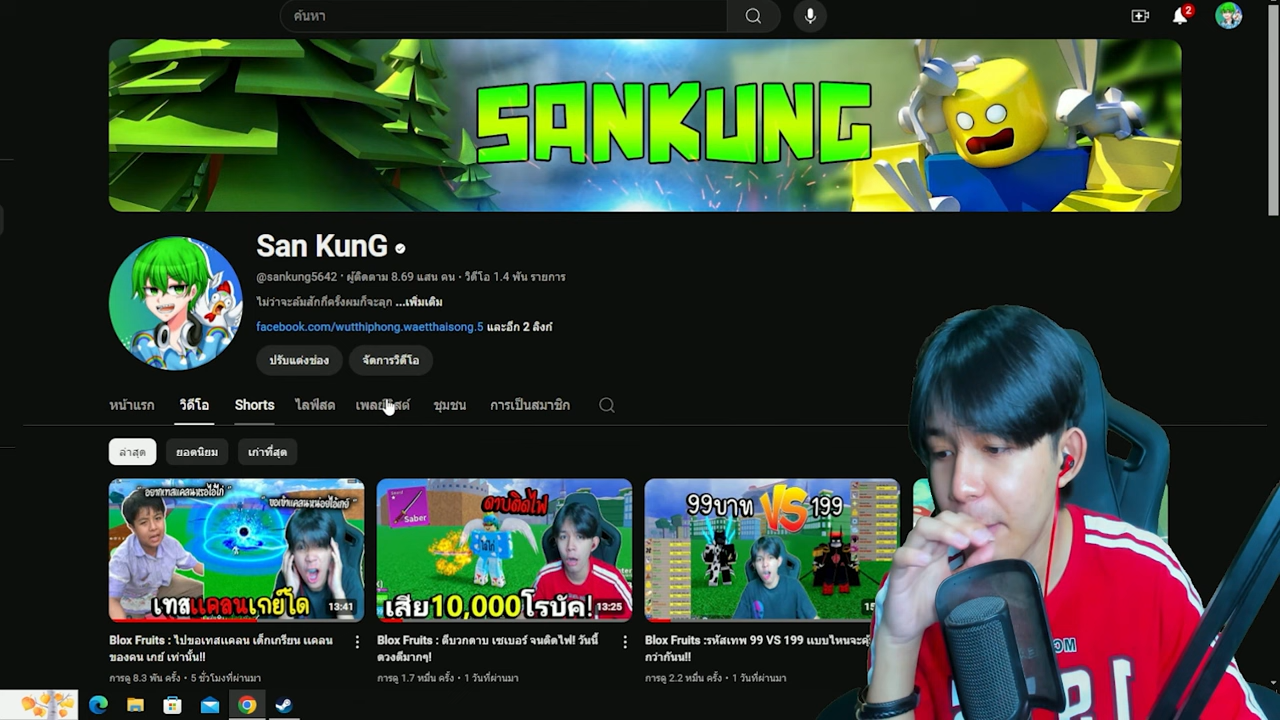 ค้นหา
2
SANKUNG
San KunG
@sankung5642 · ผู้ติดตาม 8.69 แสน คน · วิดีโอ 1.4 พัน รายการ
ไม่ว่าจะล้มสักกี่ครั้งผมก็จะลุก ...เพิ่มเติม
facebook.com/wutthiphong.waetthaisong.5 และอีก 2 ลิงก์
ปรับแต่งช่อง จัดการวิดีโอ
หน้าแรก วิดีโอ Shorts ไลฟ์สด ชุมชน การเป็นสมาชิก
ล่าสุด ยอดนิยม เก่าที่สุด
Saber
ดาบติดไฟ
99บาท VS 199
เทสแคลนเกย์ได 13:41
เสีย10,000โรบัค! 13:25
Blox Fruits : ไปขอเทสแคลน เด็กเกรียน แคลน
ของคน เกย์ เท่านั้น!!
การดู 8.3 พัน ครั้ง · 5 ชั่วโมงที่ผ่านมา
Blox Fruits : ตีบวกดาบ เซเบอร์ จนติดไฟ! วันนี้
ดวงดีมากๆ!
การดู 1.7 หมื่น ครั้ง · 1 วันที่ผ่านมา
Blox Fruits :รหัสเทพ 99 VS 199 แบบไหนจะ
กว่ากันน!!
การดู 2.2 หมื่น ครั้ง · 1 วันที่ผ่านมา